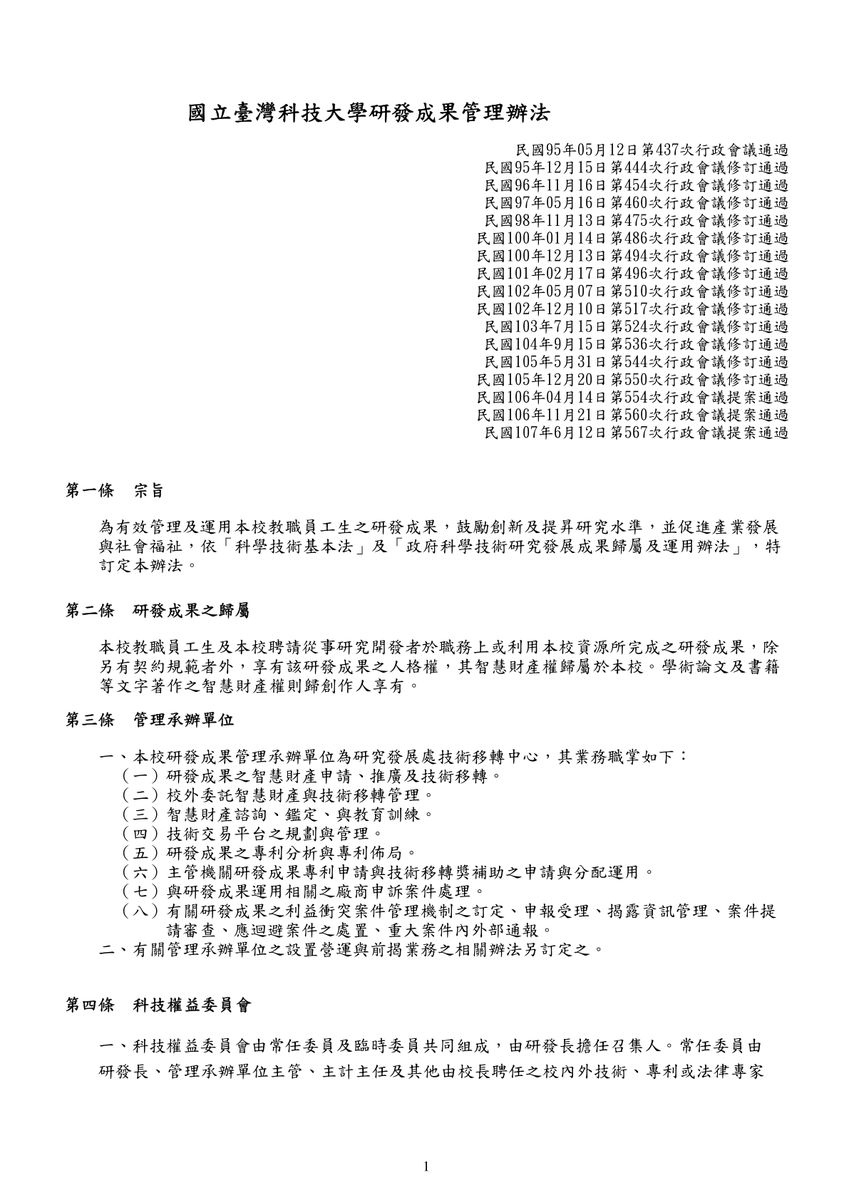 國立臺灣科技大學研發成果管理辦法
民國95年05月12日第437次行政會議通過
民國95年12月15日第444次行政會議修訂通過
民國96年11月16日第454次行政會議修訂通過
民國97年05月16日第460次行政會議修訂通過
民國98年11月13日第475次行政會議修訂通過
民國100年01月14日第486次行政會議修訂通過
民國100年12月13日第494次行政會議修訂通過
民國101年02月17日第496次行政會議修訂通過
民國102年05月07日第510次行政會議修訂通過
民國102年12月10日第517次行政會議修訂通過
民國103年7月15日第524次行政會議修訂通過
民國104年9月15日第536次行政會議修訂通過
民國105年5月31日第544次行政會議修訂通過
民國105年12月20日第550次行政會議修訂通過
民國106年04月14日第554次行政會議提案通過
民國106年11月21日第560次行政會議提案通過
民國107年6月12日第567次行政會議提案通過
第一條　宗旨
為有效管理及運用本校教職員工生之研發成果，鼓勵創新及提昇研究水準，並促進產業發展
與社會福祉，依「科學技術基本法」及「政府科學技術研究發展成果歸屬及運用辦法」，特
訂定本辦法。
第二條　研發成果之歸屬
本校教職員工生及本校聘請從事研究開發者於職務上或利用本校資源所完成之研發成果，除
另有契約規範者外，享有該研發成果之人格權，其智慧財產權歸屬於本校。學術論文及書籍
等文字著作之智慧財產權則歸創作人享有。
第三條　管理承辦單位
一、本校研發成果管理承辦單位為研究發展處技術移轉中心，其業務職掌如下：
（一）研發成果之智慧財產申請、推廣及技術移轉。
（二）校外委託智慧財產與技術移轉管理。
（三）智慧財產諮詢、鑑定、與教育訓練。
（四）技術交易平台之規劃與管理。
（五）研發成果之專利分析與專利佈局。
（六）主管機關研發成果專利申請與技術移轉獎補助之申請與分配運用。
（七）與研發成果運用相關之廠商申訴案件處理。
（八）有關研發成果之利益衝突案件管理機制之訂定、申報受理、揭露資訊管理、案件提
請審查、應迴避案件之處置、重大案件內外部通報。
二、有關管理承辦單位之設置營運與前揭業務之相關辦法另訂定之。
第四條　科技權益委員會
一、科技權益委員會由常任委員及臨時委員共同組成，由研發長擔任召集人。常任委員由
研發長、管理承辦單位主管、主計主任及其他由校長聘任之校內外技術、專利或法律專家
1